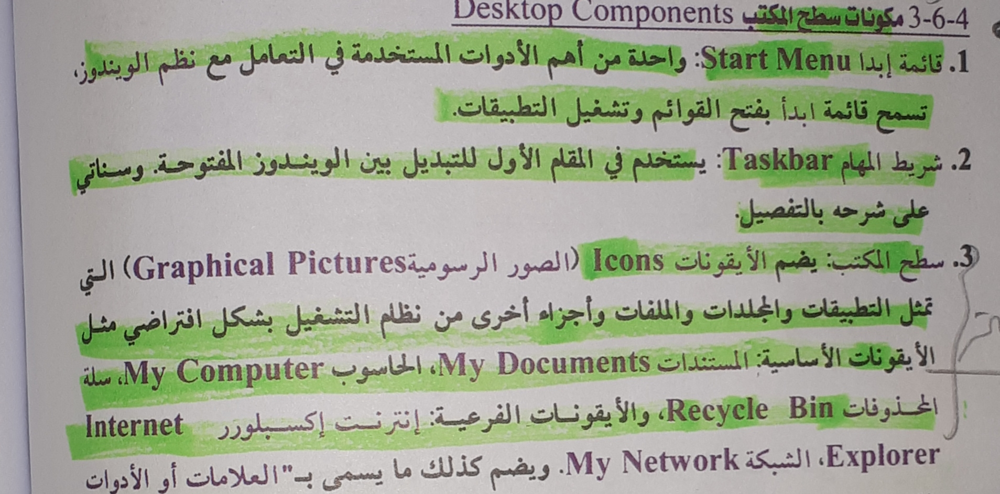 3-6-4 مكونات سطح المكتب Desktop Components
1. قائمة إبدا Start Menu: واحدة من أهم الأدوات المستخدمة في التعامل مع نظم الويندوز،
تسمح قائمة ابدأ بفتح القوائم وتشغيل التطبيقات.
2. شريط المهام Taskbar: يستخدم في المقام الأول للتبديل بين الويندوز المفتوحة. وسناتي
على شرحه بالتفصيل.
3. سطح المكتب: يضم الأيقونات Icons (الصور الرسومية Graphical Pictures) التي
تمثل التطبيقات والمجلدات والملفات وأجزاء أخرى من نظام التشغيل بشكل افتراضي مثل
الأيقونات الأساسية: المستندات My Documents، الحاسوب My Computer، سلة
المحذوفات Recycle Bin، والأيقونات الفرعية: إنترنت إكسبلورر Internet
Explorer، الشبكة My Network. ويضم كذلك ما يسمى بـ"العلامات أو الأدوات